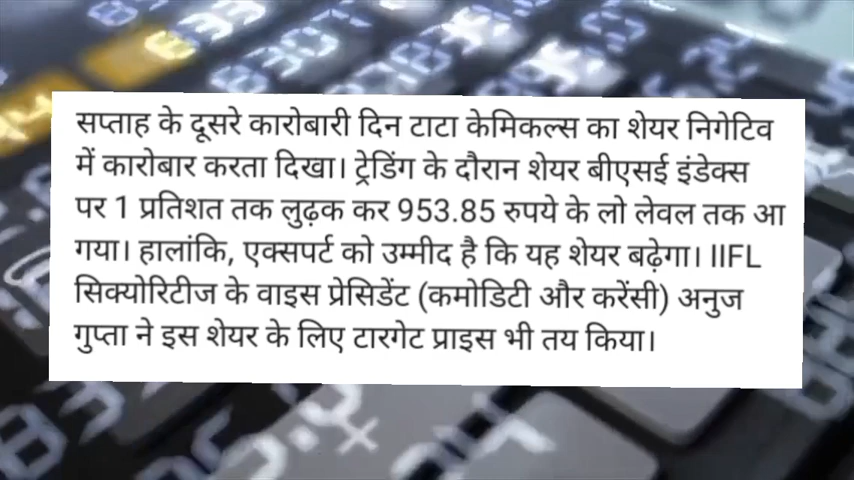 सप्ताह के दूसरे कारोबारी दिन टाटा केमिकल्स का शेयर निगेटिव
में कारोबार करता दिखा। ट्रेडिंग के दौरान शेयर बीएसई इंडेक्स
पर 1 प्रतिशत तक लुढ़क कर 953.85 रुपये के लो लेवल तक आ
गया। हालांकि, एक्सपर्ट को उम्मीद है कि यह शेयर बढ़ेगा। IIFL
सिक्योरिटीज के वाइस प्रेसिडेंट (कमोडिटी और करेंसी) अनुज
गुप्ता ने इस शेयर के लिए टारगेट प्राइस भी तय किया।